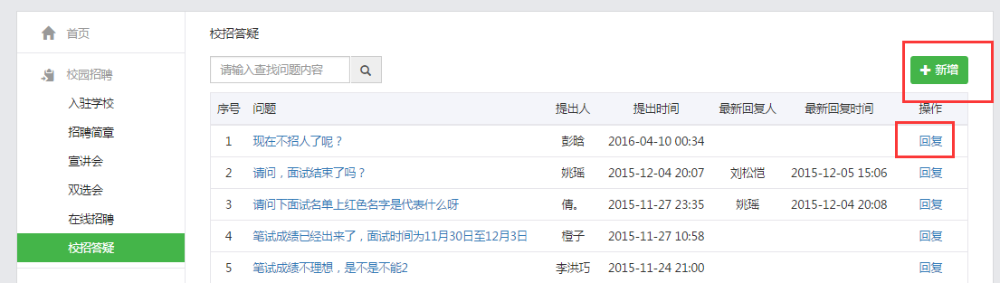 首页
校园招聘
入驻学校
招聘简章
宣讲会
双选会
在线招聘
校招答疑
校招答疑
请输入查找问题内容
新增
序号 问题 提出人 提出时间 最新回复人 最新回复时间 操作
1 现在不招人了呢？ 彭晗 2016-04-10 00:34 回复
2 请问，面试结束了吗？ 姚瑶 2015-12-04 20:07 刘松恺 2015-12-05 15:06 回复
3 请问下面试名单上红色名字是代表什么呀 倩。 2015-11-27 23:35 姚瑶 2015-12-04 20:08 回复
4 笔试成绩已经出来了，面试时间为11月30日至12月3日 橙子 2015-11-27 10:58 回复
5 笔试成绩不理想，是不是不能2 李洪巧 2015-11-24 21:00 回复